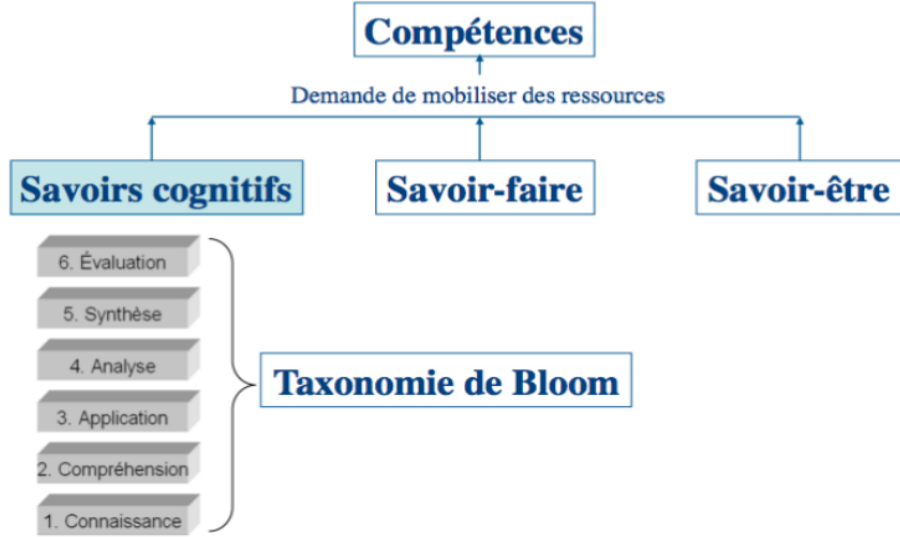 Compétences
Demande de mobiliser des ressources
Savoirs cognitifs
Savoir-faire
Savoir-être
6. Évaluation
5. Synthèse
4. Analyse
Taxonomie de Bloom
3. Application
2. Compréhension
1. Connaissance